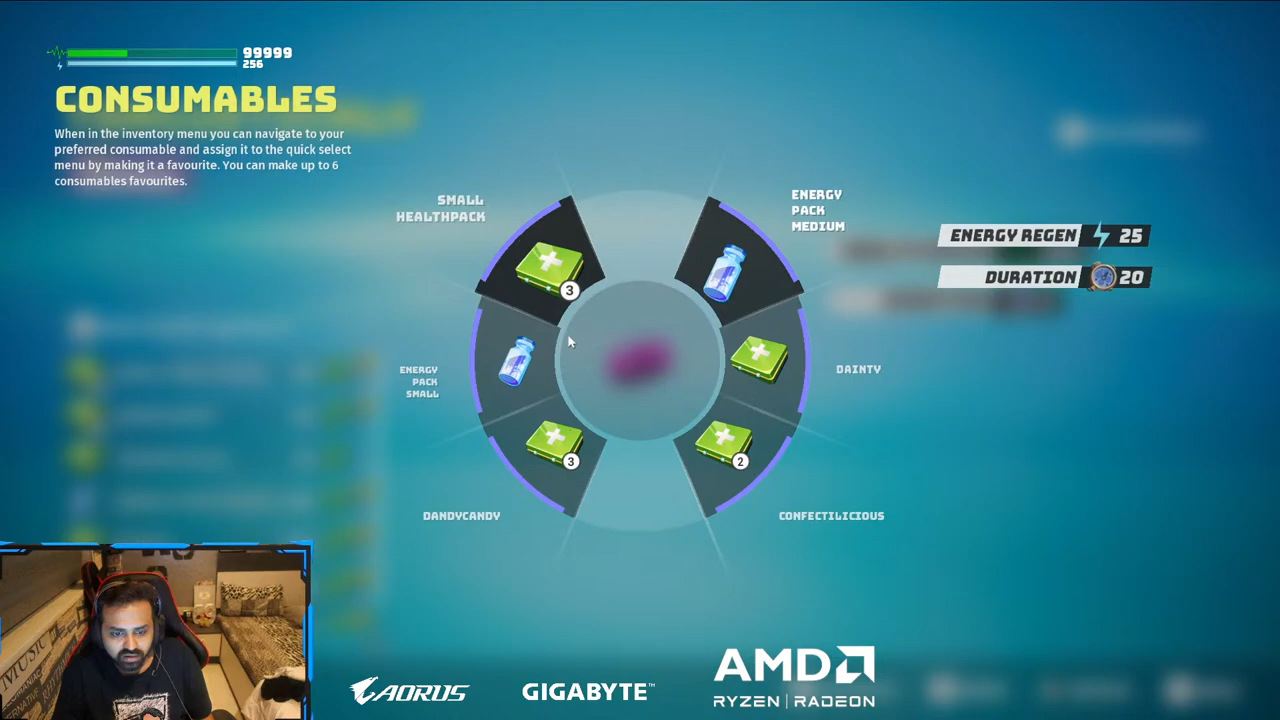 99999
256
CONSUMABLES
When in the inventory menu you can navigate to your
preferred consumable and assign it to the quick select
menu by making it a favourite. You can make up to 6
consumables favourites.
SMALL
HEALTHPACK
3
ENERGY
PACK
MEDIUM
ENERGY REGEN 25
DURATION 20
ENERGY
PACK
SMALL
DAINTY
3
2
DANDYCANDY
CONFECTILICIOUS
MUSIC
AORUS
GIGABYTE™
AMD
RYZEN | RADEON